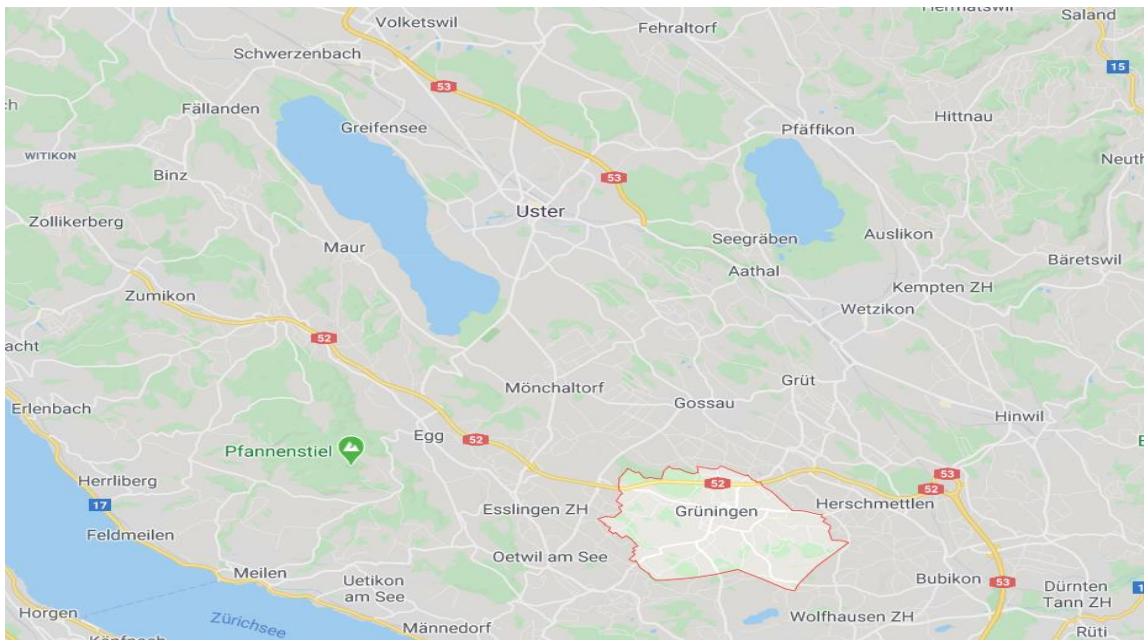 Hermatswil
Volketswil
Fehraltorf
Saland
Schwerzenbach
15
53
Fällanden
Greifensee
Pfäffikon
Hittnau
WITIKON
Binz
53
Neuth
Uster
Zollikerberg
Maur
Seegräben
Auslikon
Aathal
Bäretswil
Zumikon
Kempten ZH
Wetzikon
52
acht
Mönchaltorf
Grüt
Erlenbach
Gossau
Hinwil
Egg
52
Pfannenstiel
Herrliberg
53
52
52
17
Esslingen ZH
Grüningen
Herschmettlen
Feldmeilen
Oetwil am See
Meilen
Uetikon
am See
Bubikon
53
Dürnten
Tann ZH
Horgen
Zürichsee
Männedorf
Wolfhausen ZH
Rüti